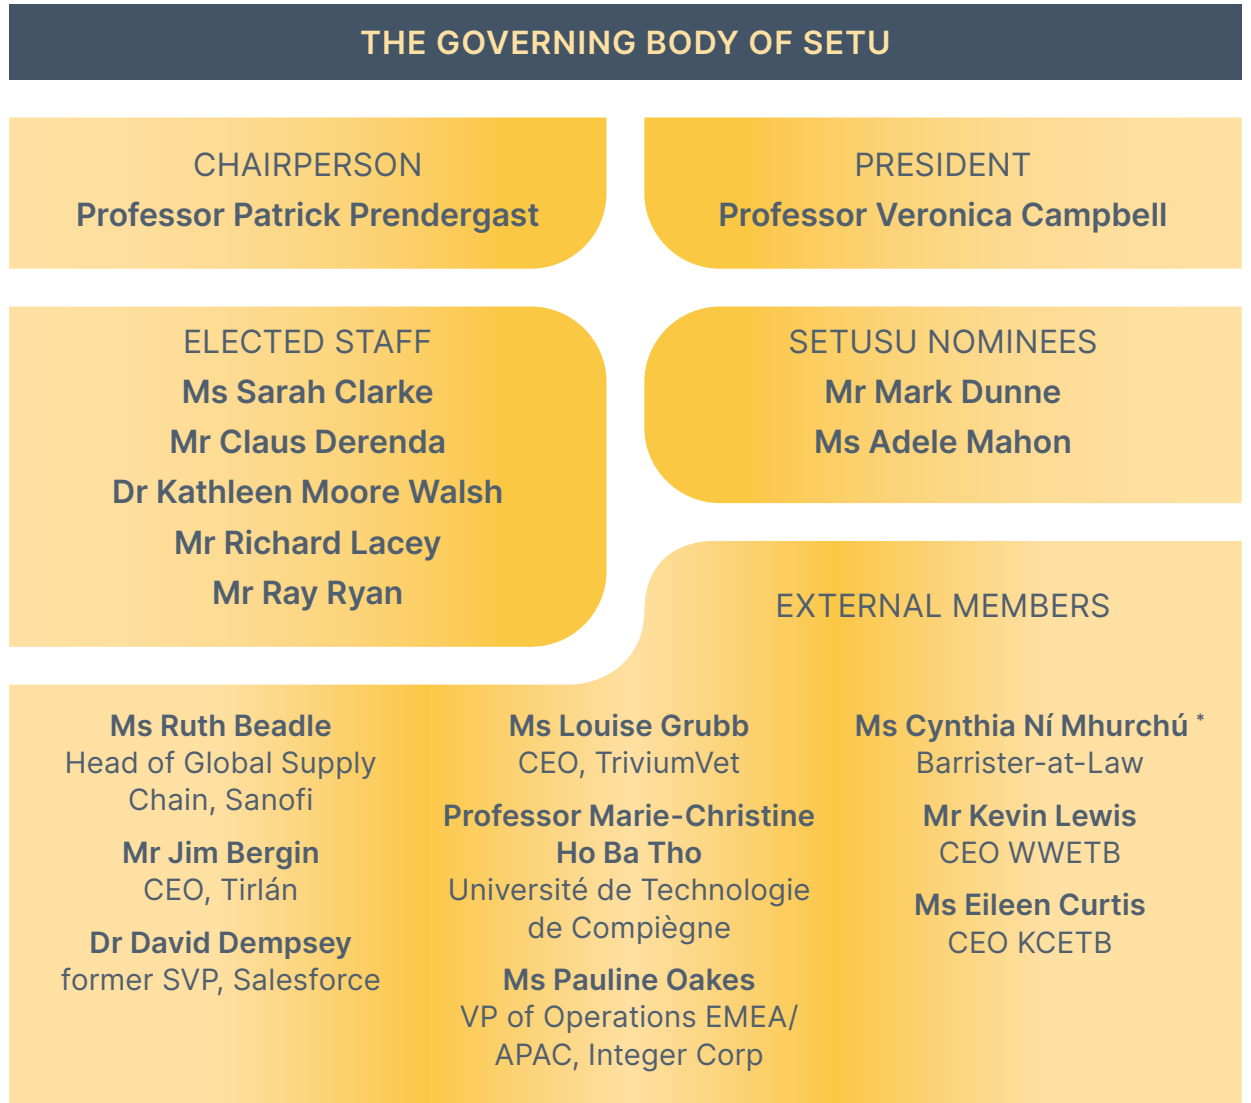 THE GOVERNING BODY OF SETU
CHAIRPERSON
Professor Patrick Prendergast
PRESIDENT
Professor Veronica Campbell
ELECTED STAFF
Ms Sarah Clarke
Mr Claus Derenda
Dr Kathleen Moore Walsh
Mr Richard Lacey
Mr Ray Ryan
SETUSU NOMINEES
Mr Mark Dunne
Ms Adele Mahon
EXTERNAL MEMBERS
Ms Ruth Beadle
Head of Global Supply
Chain, Sanofi
Mr Jim Bergin
CEO, Tirlán
Dr David Dempsey
former SVP, Salesforce
Ms Louise Grubb
CEO, TriviumVet
Professor Marie-Christine
Ho Ba Tho
Université de Technologie
de Compiègne
Ms Pauline Oakes
VP of Operations EMEA/
APAC, Integer Corp
Ms Cynthia Ní Mhurchú *
Barrister-at-Law
Mr Kevin Lewis
CEO WWETB
Ms Eileen Curtis
CEO KCETB